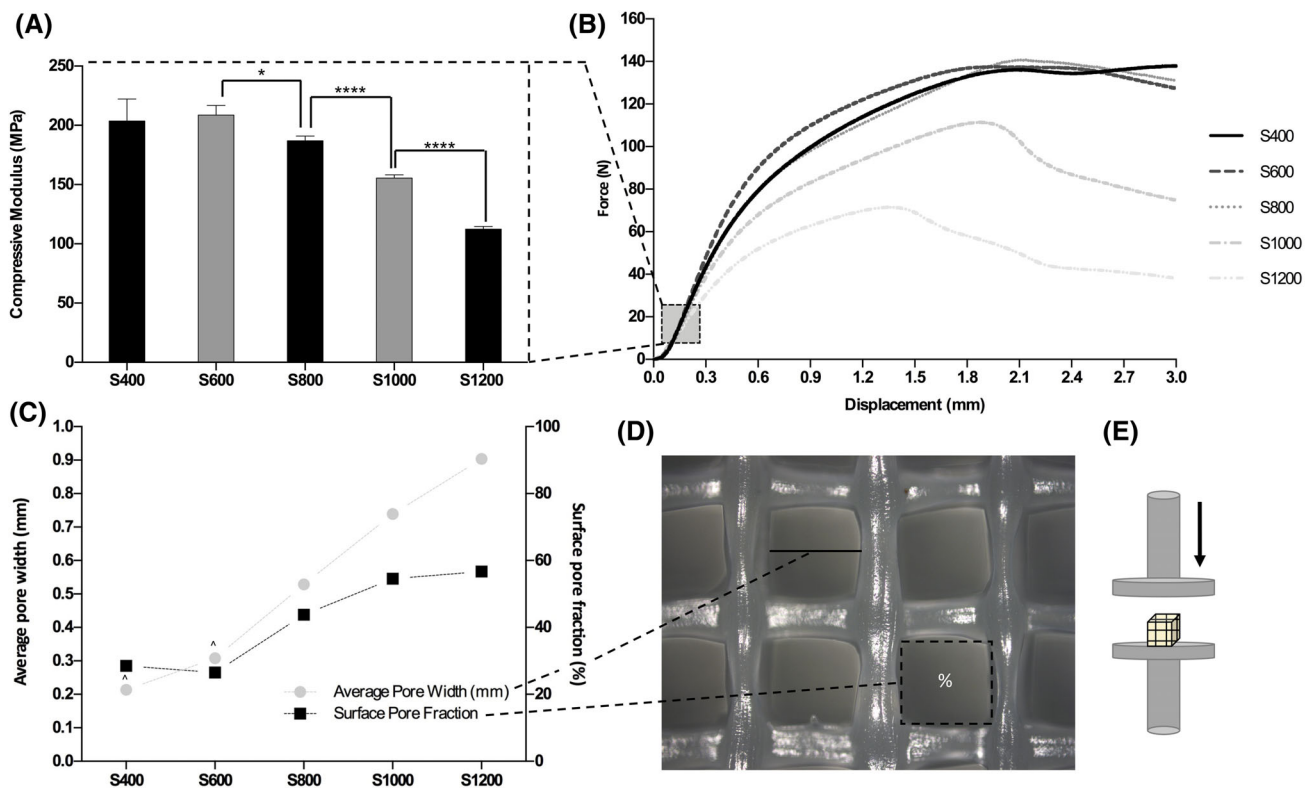 (A)
Compressive Modulus (MPa)
250
200
150
100
50
0
*
****
****
S400
S600
S800
S1000
S1200
(B)
Force (N)
160
140
120
100
80
60
40
20
0
0.0
0.3
0.6
0.9
1.2
1.5
1.8
2.1
2.4
2.7
3.0
Displacement (mm)
S400
S600
S800
S1000
S1200
(C)
Average pore width (mm)
1.0
0.9
0.8
0.7
0.6
0.5
0.4
0.3
0.2
0.1
0.0
^
^
Average Pore Width (mm)
Surface Pore Fraction
100
80
60
40
20
0
Surface pore fraction (%)
S400
S600
S800
S1000
S1200
(D)
%
(E)